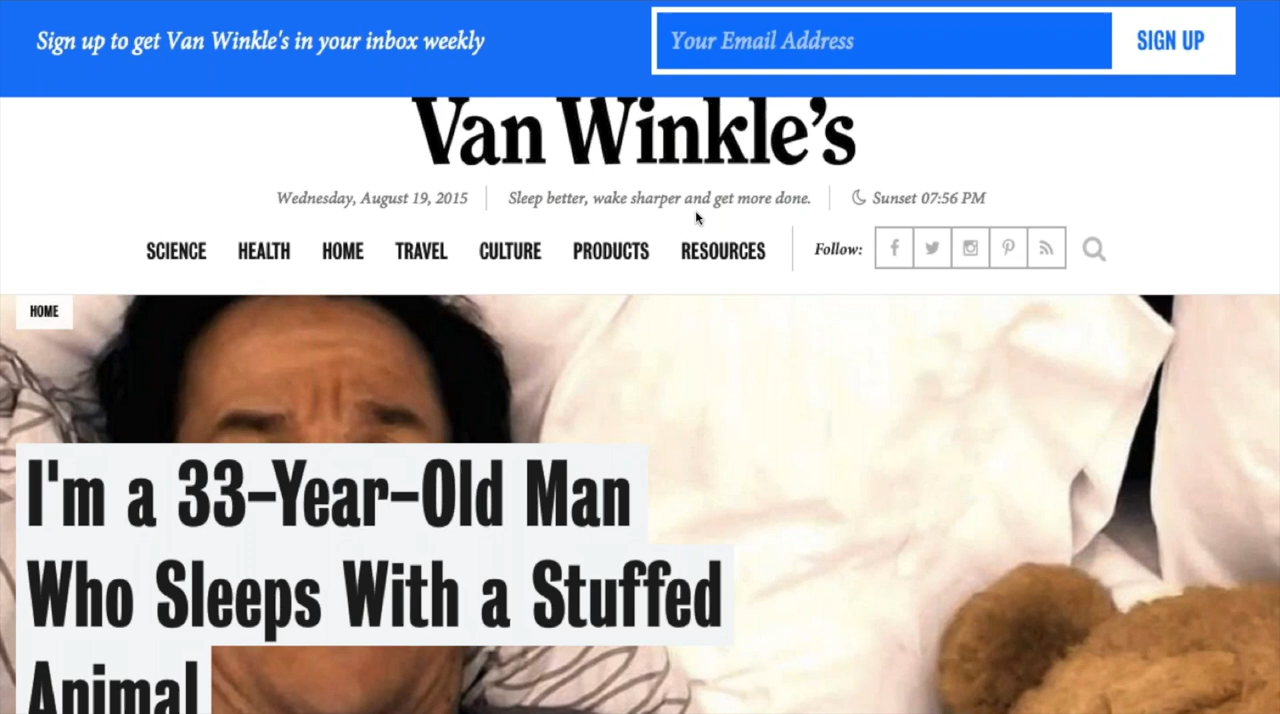 Sign up to get Van Winkle's in your inbox weekly
Your Email Address
SIGN UP
Van Winkle's
Wednesday, August 19, 2015
Sleep better, wake sharper and get more done.
Sunset 07:56 PM
SCIENCE HEALTH HOME TRAVEL CULTURE PRODUCTS RESOURCES
Follow:
HOME
I'm a 33-Year-Old Man
Who Sleeps With a Stuffed
Animal